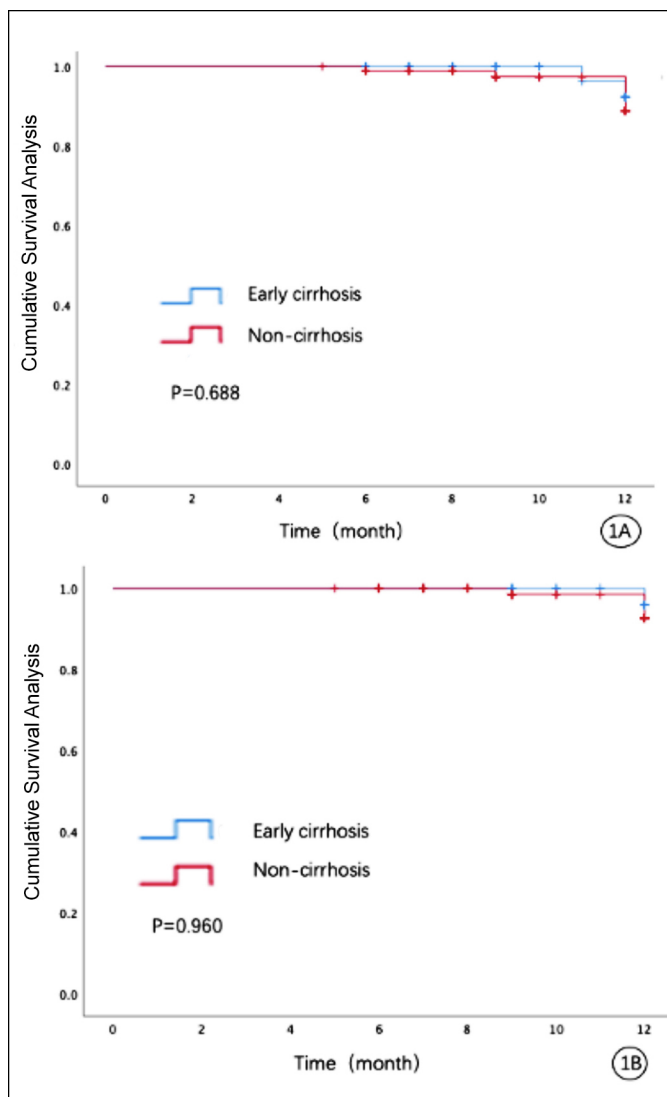 Cumulative Survival Analysis
1.0
0.8
0.6
0.4
0.2
0.0
Early cirrhosis
Non-cirrhosis
P=0.688
0 2 4 6 8 10 12
Time (month)
1A
Cumulative Survival Analysis
1.0
0.8
0.6
0.4
0.2
0.0
Early cirrhosis
Non-cirrhosis
P=0.960
0 2 4 6 8 10 12
Time (month)
1B